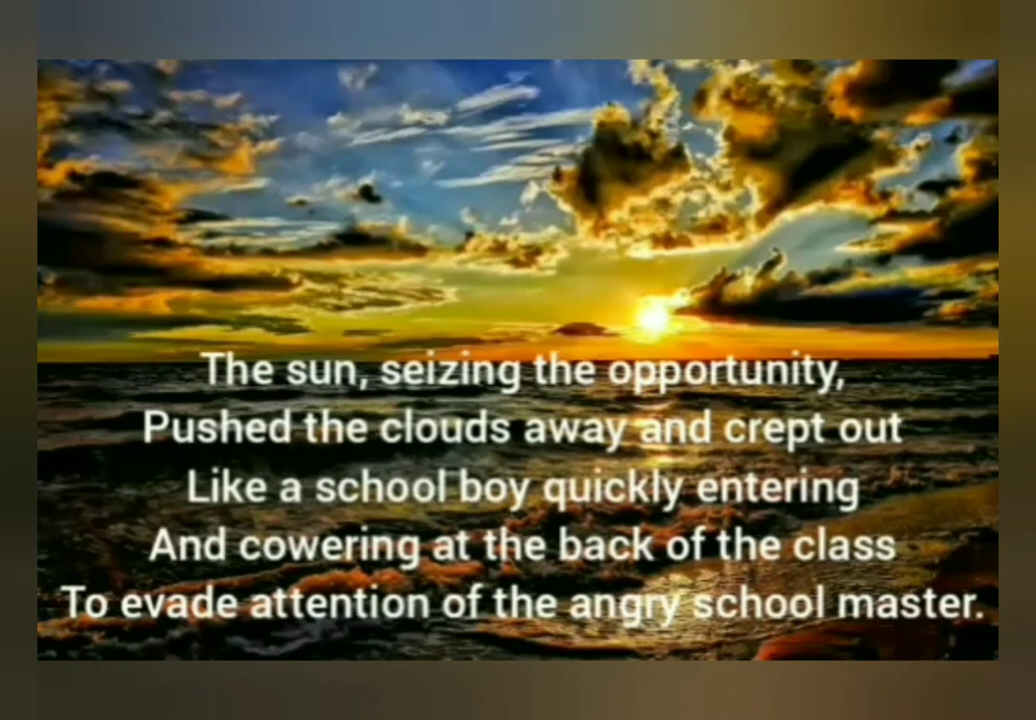 The sun, seizing the opportunity,
Pushed the clouds away and crept out
Like a school boy quickly entering
And cowering at the back of the class
To evade attention of the angry school master.